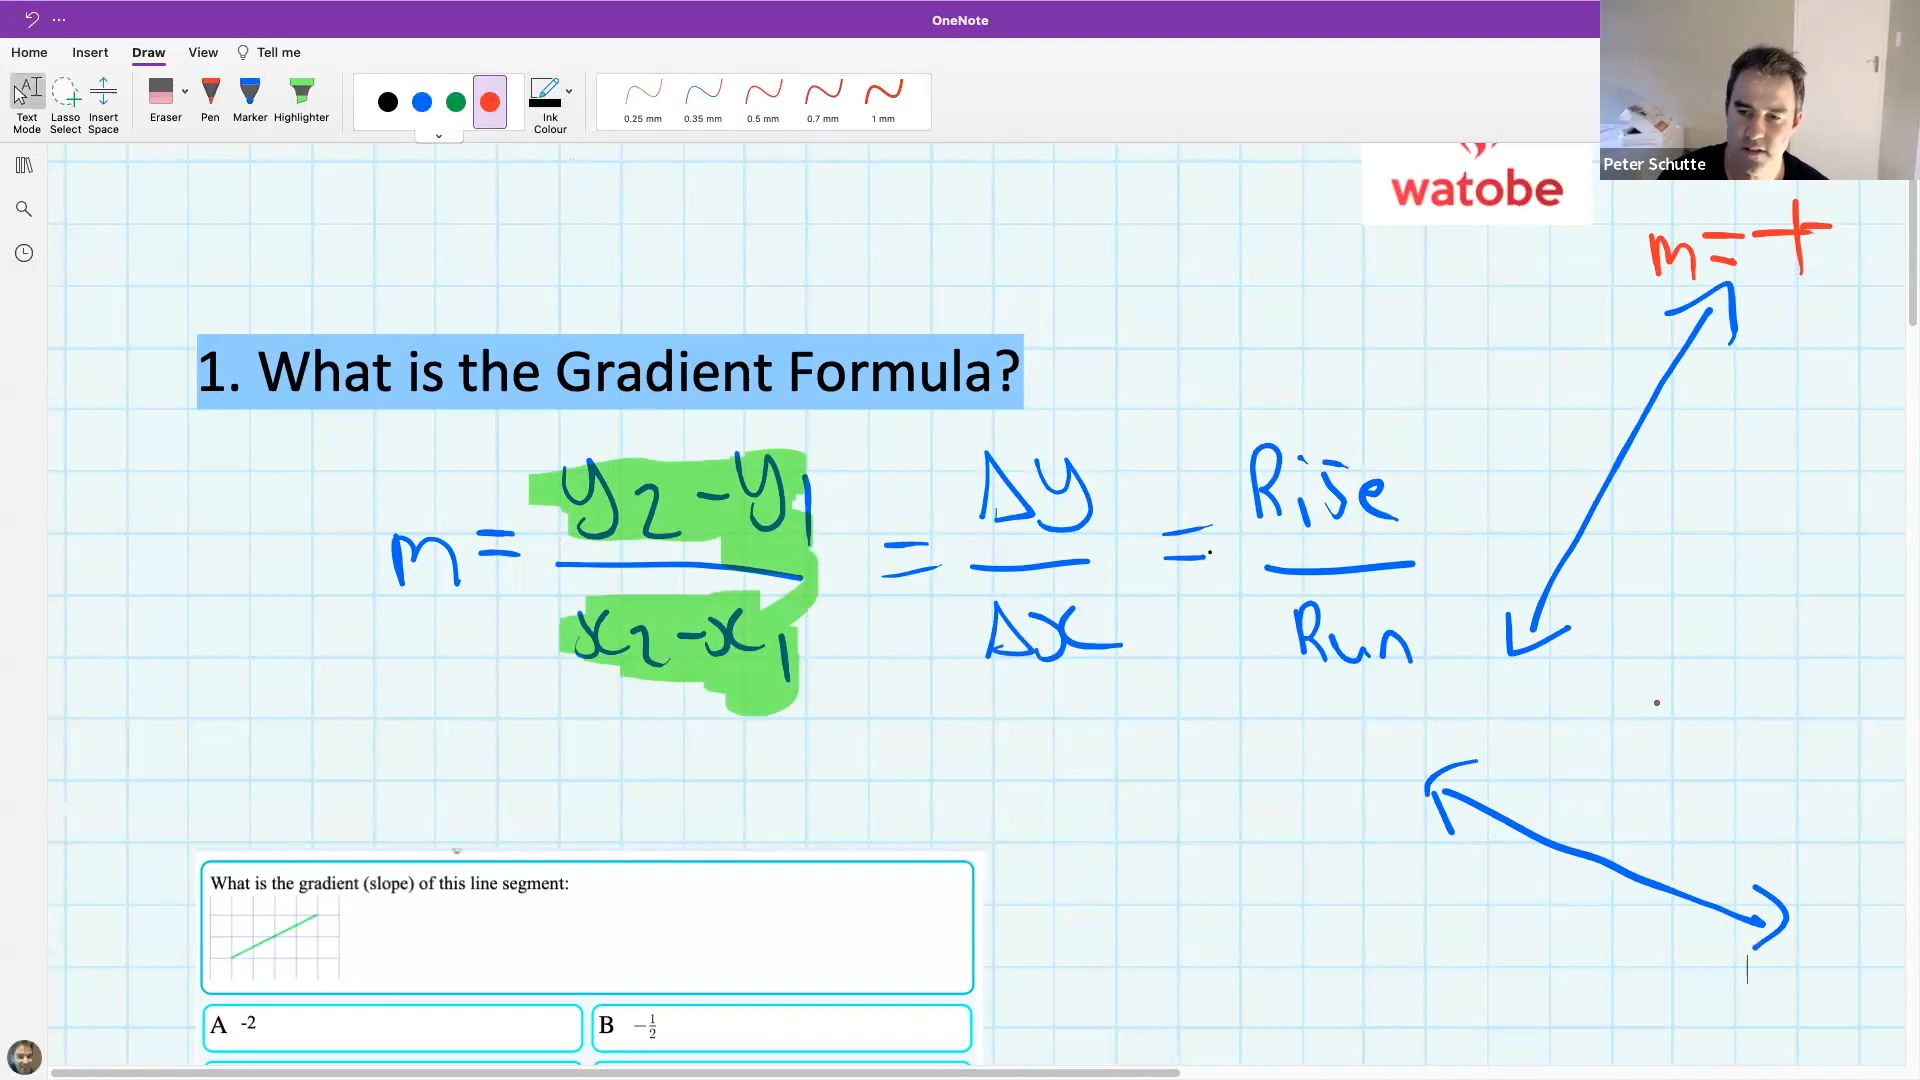 OneNote
Home Insert Draw View Tell me
Text Mode
Lasso Select
Insert Space
Eraser
Pen
Marker
Highlighter
Ink Colour
0.25 mm 0.35 mm 0.5 mm 0.7 mm 1 mm
Peter Schutte
watobe
m = +
1. What is the Gradient Formula?
m = y₂ - y₁ / x₂ - x₁ = Δy / Δx = Rise / Run
What is the gradient (slope) of this line segment:
A -2
B -1/2